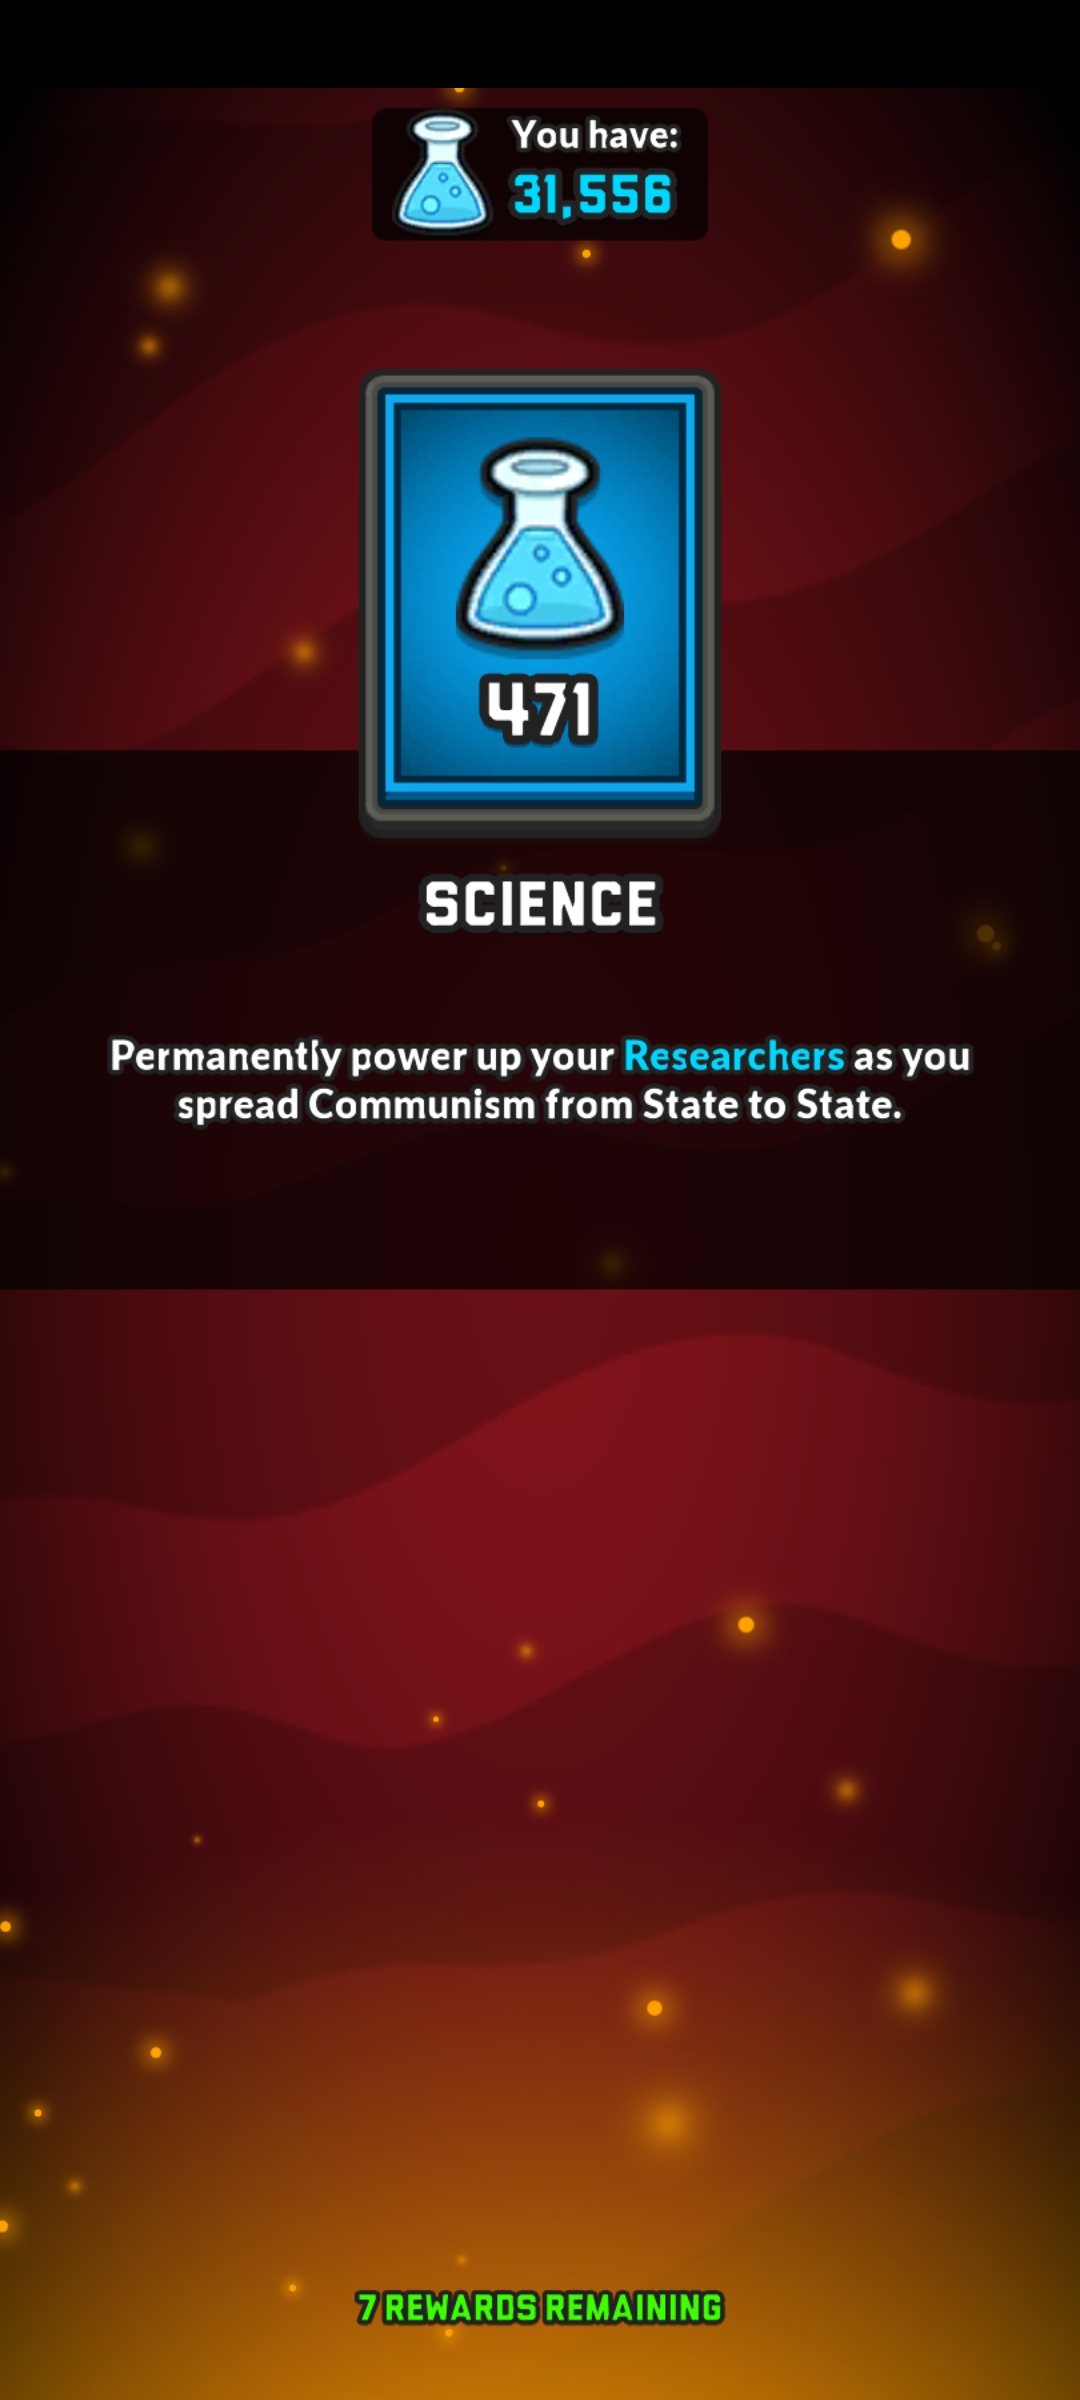 You have:
31,556
471
SCIENCE
Permanently power up your Researchers as you
spread Communism from State to State.
7 REWARDS REMAINING